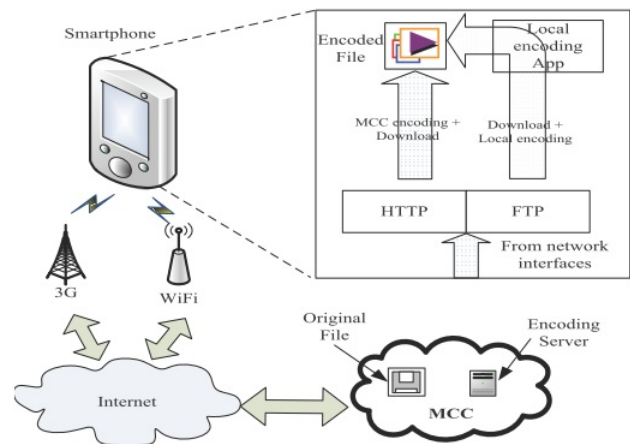 Smartphone
Encoded
File
Local
encoding
App
MCC encoding +
Download
Download +
Local encoding
HTTP
FTP
From network
interfaces
3G
WiFi
Original
File
Encoding
Server
Internet
MCC